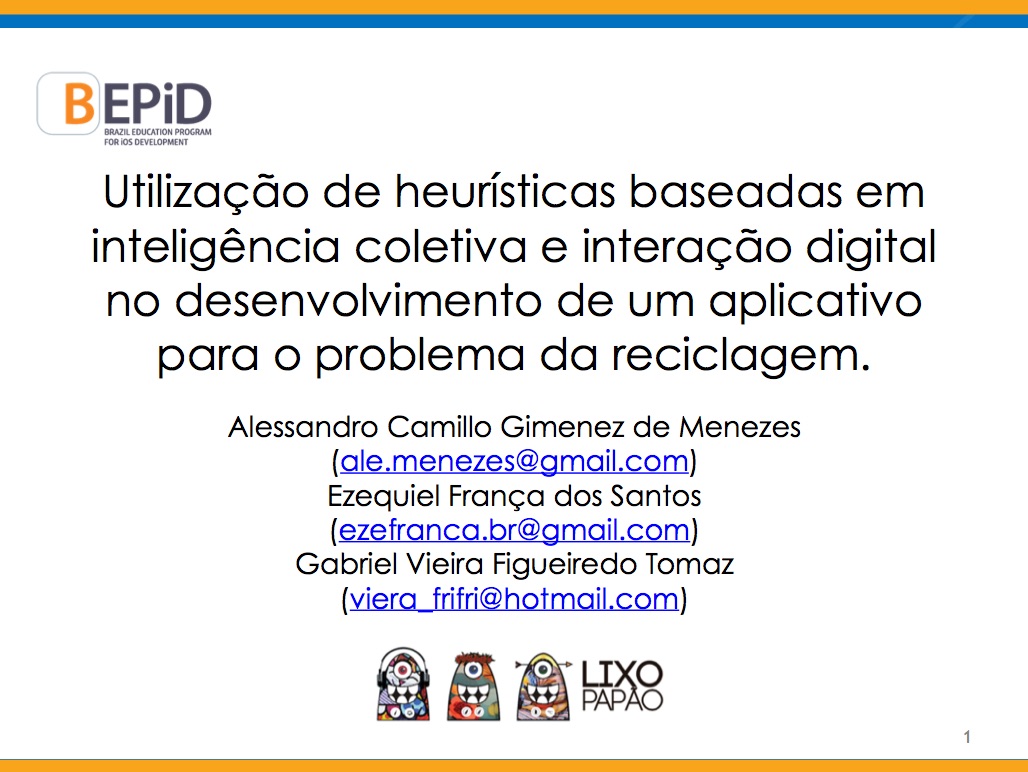 BEPiD
BRAZIL EDUCATION PROGRAM
FOR iOS DEVELOPMENT
Utilização de heurísticas baseadas em
inteligência coletiva e interação digital
no desenvolvimento de um aplicativo
para o problema da reciclagem.
Alessandro Camillo Gimenez de Menezes
(ale.menezes@gmail.com)
Ezequiel França dos Santos
(ezefranca.br@gmail.com)
Gabriel Vieira Figueiredo Tomaz
(viera_frifri@hotmail.com)
LIXO
PAPÃO
1